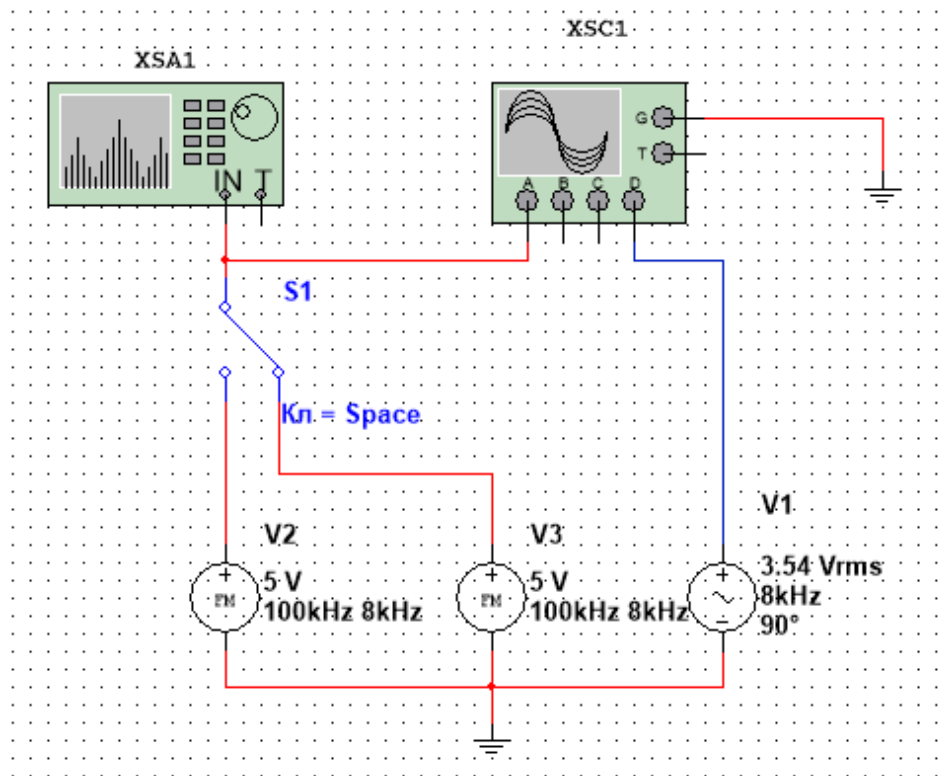 XSC1
XSA1
G
T
IN T
A B C D
S1
Кл = Space
V1
V2
V3
3.54 Vrms
5 V
5 V
8kHz
FM
FM
100kHz 8kHz
100kHz 8kHz
90°